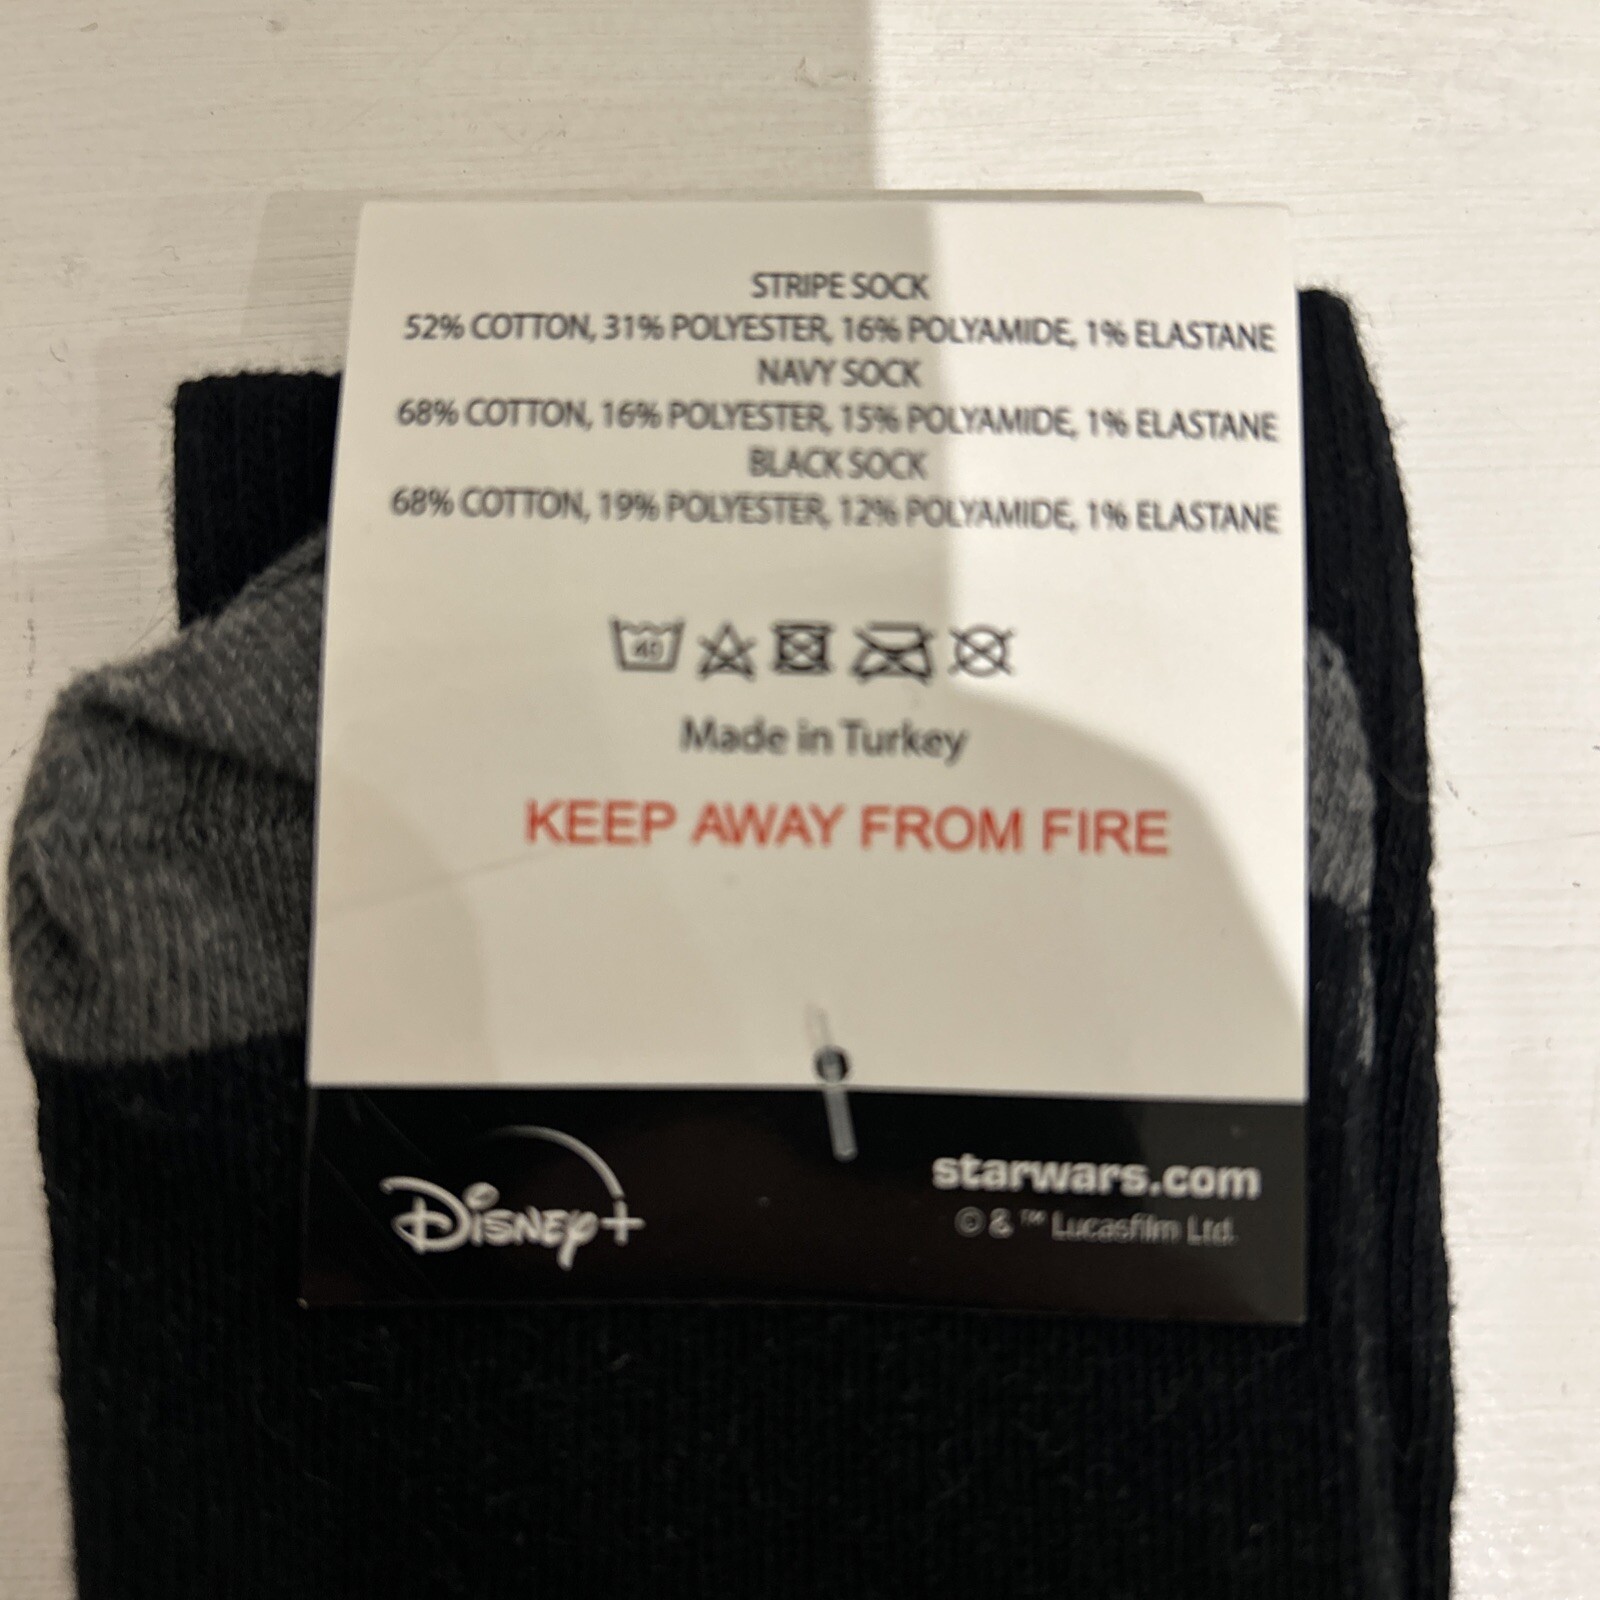 STRIPE SOCK
52% COTTON, 31% POLYESTER, 16% POLYAMIDE, 1% ELASTANE
NAVY SOCK
68% COTTON, 16% POLYESTER, 15% POLYAMIDE, 1% ELASTANE
BLACK SOCK
68% COTTON, 19% POLYESTER, 12% POLYAMIDE, 1% ELASTANE
40
Made in Turkey
KEEP AWAY FROM FIRE
Disney+
starwars.com
© & ™ Lucasfilm Ltd.